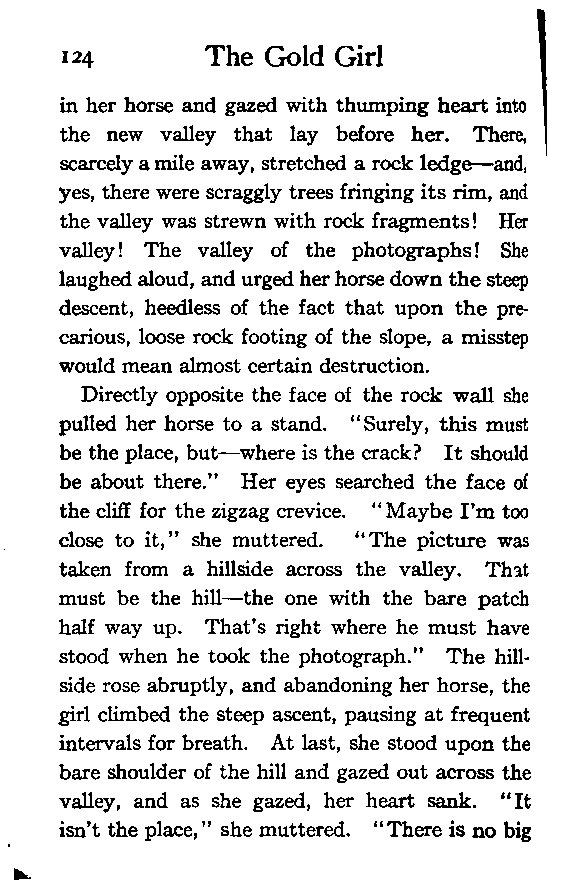 124 The Gold Girl
in her horse and gazed with thumping heart into
the new valley that lay before her. There,
scarcely a mile away, stretched a rock ledge—and,
yes, there were scraggly trees fringing its rim, and
the valley was strewn with rock fragments! Her
valley! The valley of the photographs! She
laughed aloud, and urged her horse down the steep
descent, heedless of the fact that upon the pre-
carious, loose rock footing of the slope, a misstep
would mean almost certain destruction.
Directly opposite the face of the rock wall she
pulled her horse to a stand. "Surely, this must
be the place, but—where is the crack? It should
be about there." Her eyes searched the face of
the cliff for the zigzag crevice. "Maybe I'm too
close to it," she muttered. "The picture was
taken from a hillside across the valley. That
must be the hill—the one with the bare patch
half way up. That's right where he must have
stood when he took the photograph." The hill-
side rose abruptly, and abandoning her horse, the
girl climbed the steep ascent, pausing at frequent
intervals for breath. At last, she stood upon the
bare shoulder of the hill and gazed out across the
valley, and as she gazed, her heart sank. "It
isn't the place," she muttered. "There is no big